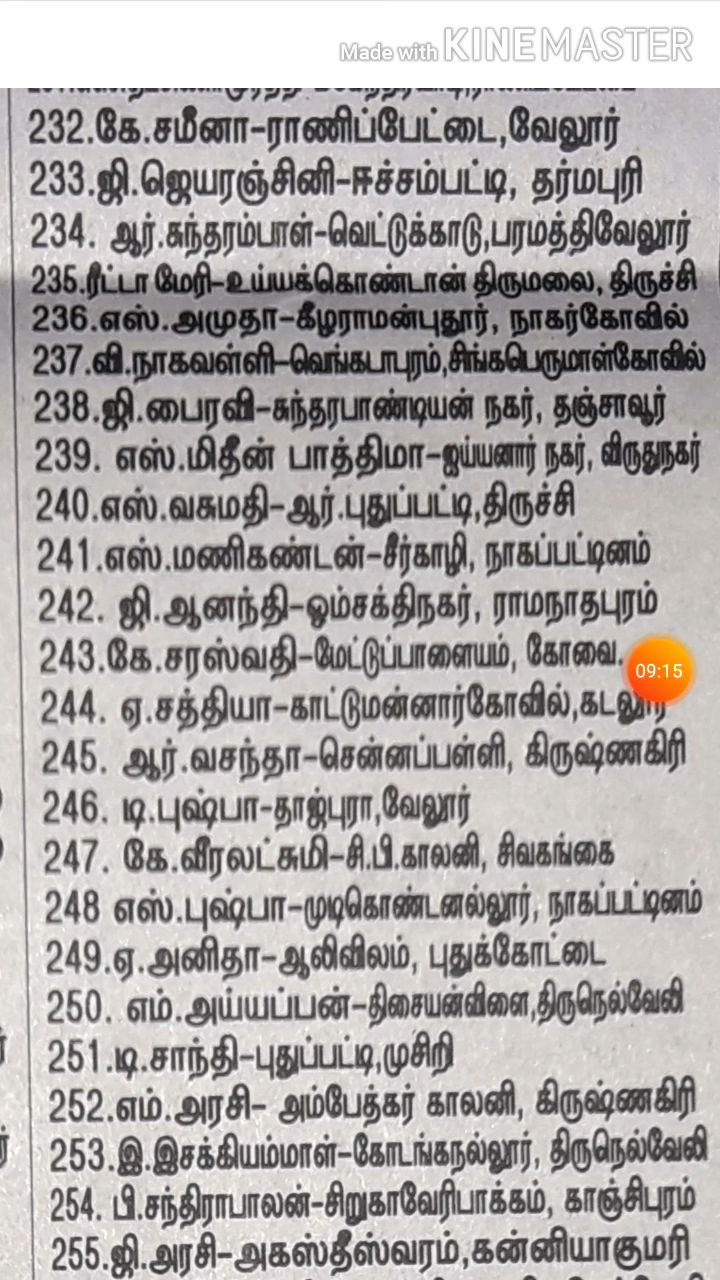 Made with KINEMASTER
232.கே.சமீனா-ராணிப்பேட்டை,வேலூர்
233.ஜி.ஜெயரஞ்சினி-ஈச்சம்பட்டி, தர்மபுரி
234. ஆர்.சுந்தரம்பாள்-வெட்டுக்காடு,பரமத்திவேலூர்
235.ரீட்டா மேரி-உய்யக்கொண்டான் திருமலை, திருச்சி
236.எஸ்.அமுதா-கீழராமன்புதூர், நாகர்கோவில்
237.வி.நாகவள்ளி-வெங்கடாபுரம்,சிங்கபெருமாள்கோவில்
238.ஜி.பைரவி-சுந்தரபாண்டியன் நகர், தஞ்சாவூர்
239. எஸ்.மிதீன் பாத்திமா-ஐய்யனார் நகர், விருதுநகர்
240.எஸ்.வசுமதி-ஆர்.புதுப்பட்டி,திருச்சி
241.எஸ்.மணிகண்டன்-சீர்காழி, நாகப்பட்டினம்
242. ஜி.ஆனந்தி-ஓம்சக்திநகர், ராமநாதபுரம்
243.கே.சரஸ்வதி-மேட்டுப்பாளையம், கோவை.
09:15
244. ஏ.சத்தியா-காட்டுமன்னார்கோவில்,கடலூர்
245. ஆர்.வசந்தா-சென்னப்பள்ளி, கிருஷ்ணகிரி
246. டி.புஷ்பா-தாஜ்புரா,வேலூர்
247. கே.வீரலட்சுமி-சி.பி.காலனி, சிவகங்கை
248 எஸ்.புஷ்பா-முடிகொண்டனல்லூர், நாகப்பட்டினம்
249.ஏ.அனிதா-ஆலிவிலம், புதுக்கோட்டை
250. எம்.அய்யப்பன்-திசையன்விளை,திருநெல்வேலி
251.டி.சாந்தி-புதுப்பட்டி,முசிறி
252.எம்.அரசி- அம்பேத்கர் காலனி, கிருஷ்ணகிரி
253.இ.இசக்கியம்மாள்-கோடங்கநல்லூர், திருநெல்வேலி
254. பி.சந்திராபாலன்-சிறுகாவேரிபாக்கம், காஞ்சிபுரம்
255.ஜி.அரசி-அகஸ்தீஸ்வரம்,கன்னியாகுமரி